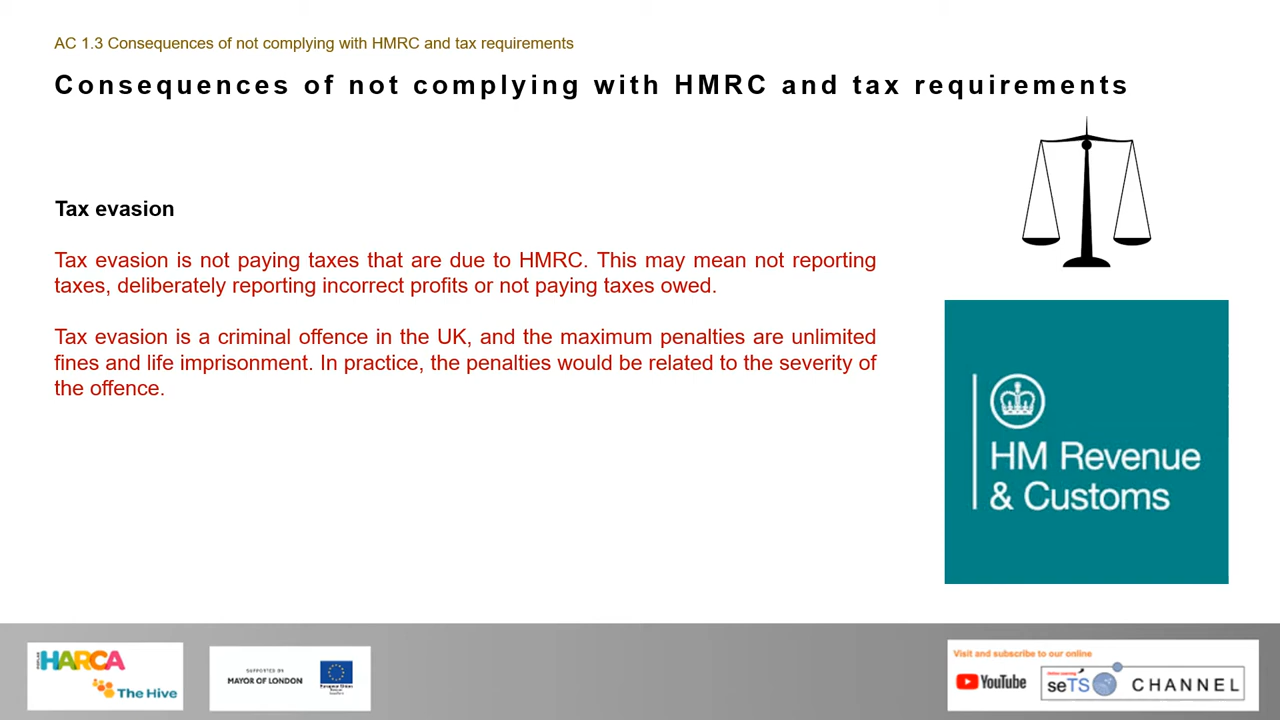 AC 1.3 Consequences of not complying with HMRC and tax requirements
Consequences of not complying with HMRC and tax requirements
Tax evasion
Tax evasion is not paying taxes that are due to HMRC. This may mean not reporting
taxes, deliberately reporting incorrect profits or not paying taxes owed.
Tax evasion is a criminal offence in the UK, and the maximum penalties are unlimited
fines and life imprisonment. In practice, the penalties would be related to the severity of
the offence.
HM Revenue
& Customs
HARCA
The Hive
SUPPORTED BY
MAYOR OF LONDON
European Union
Visit and subscribe to our online
YouTube
seTS
CHANNEL